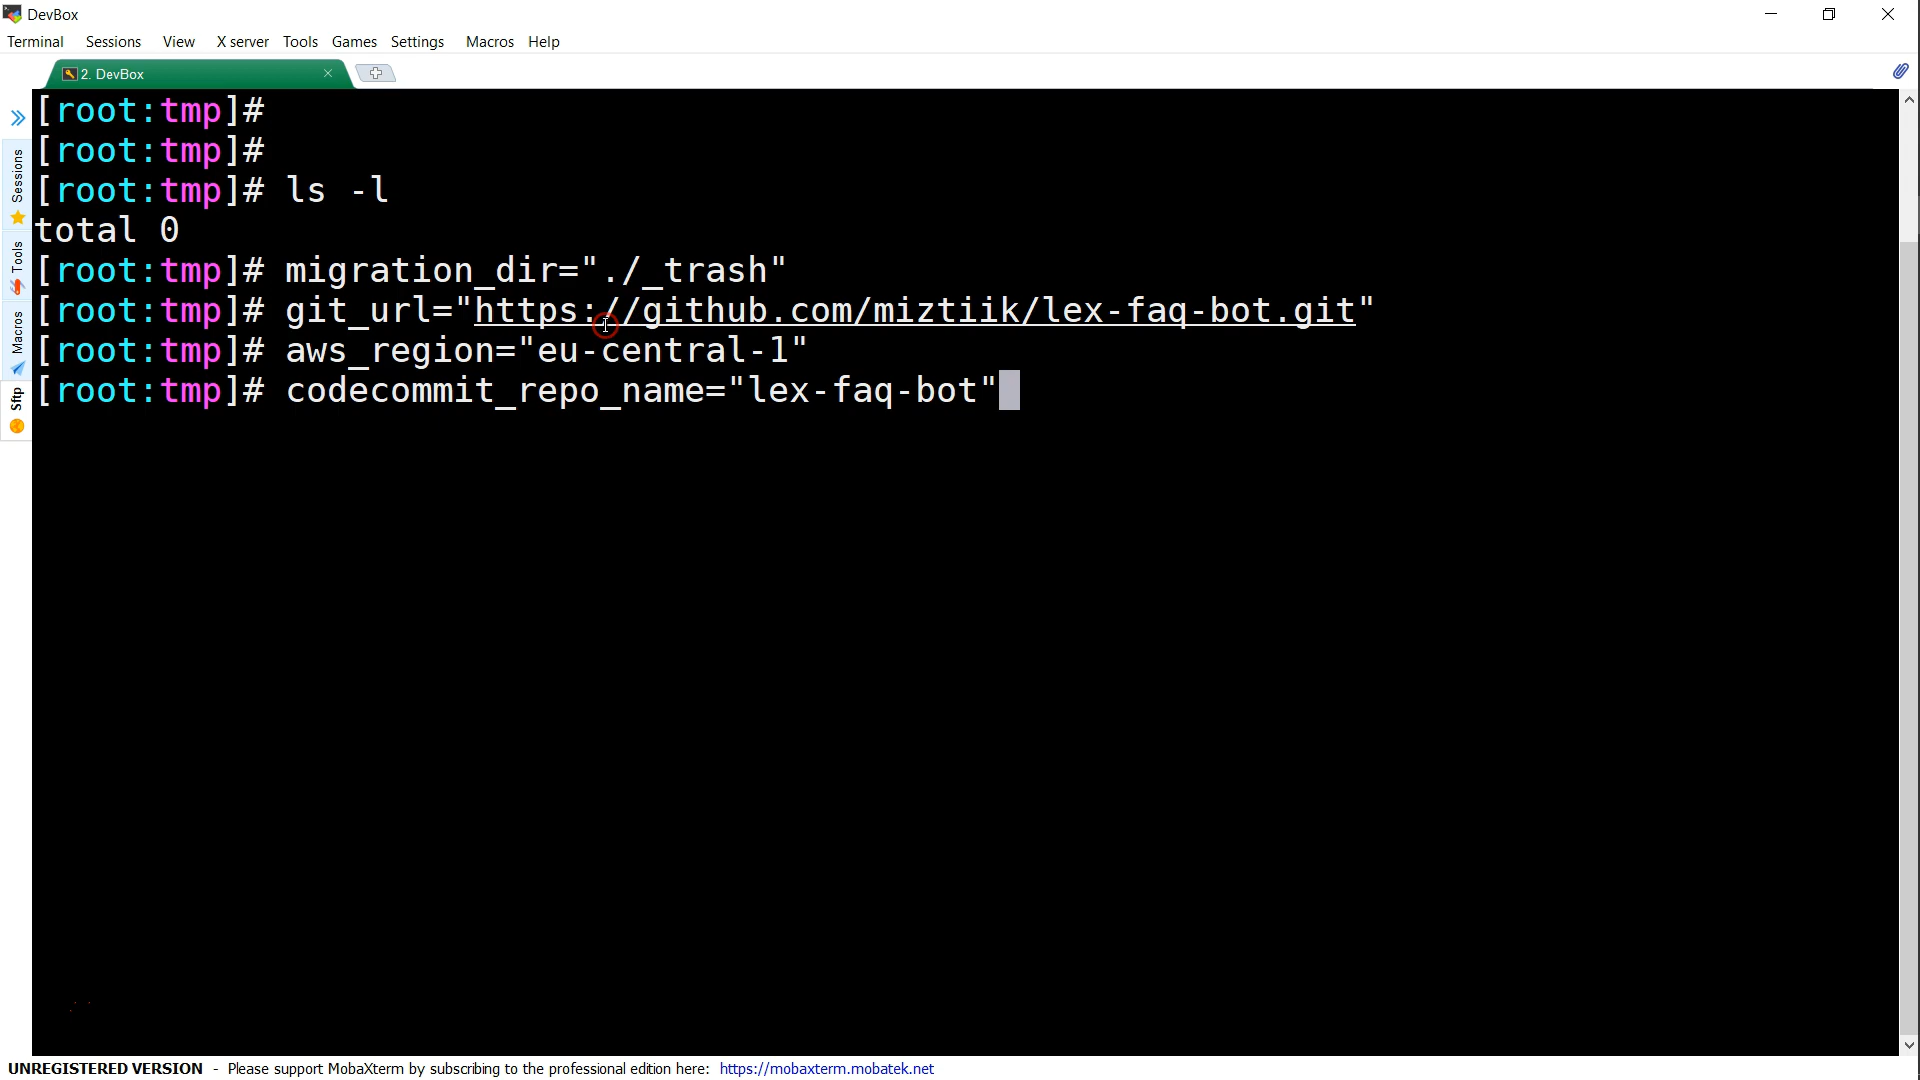 DevBox
Terminal Sessions View X server Tools Games Settings Macros Help
2. DevBox
[root:tmp]#
[root:tmp]#
[root:tmp]# ls -l
total 0
[root:tmp]# migration_dir="./_trash"
[root:tmp]# git_url="https://github.com/miztiik/lex-faq-bot.git"
[root:tmp]# aws_region="eu-central-1"
[root:tmp]# codecommit_repo_name="lex-faq-bot"
Sessions
Tools
Macros
Sftp
UNREGISTERED VERSION - Please support MobaXterm by subscribing to the professional edition here: https://mobaxterm.mobatek.net